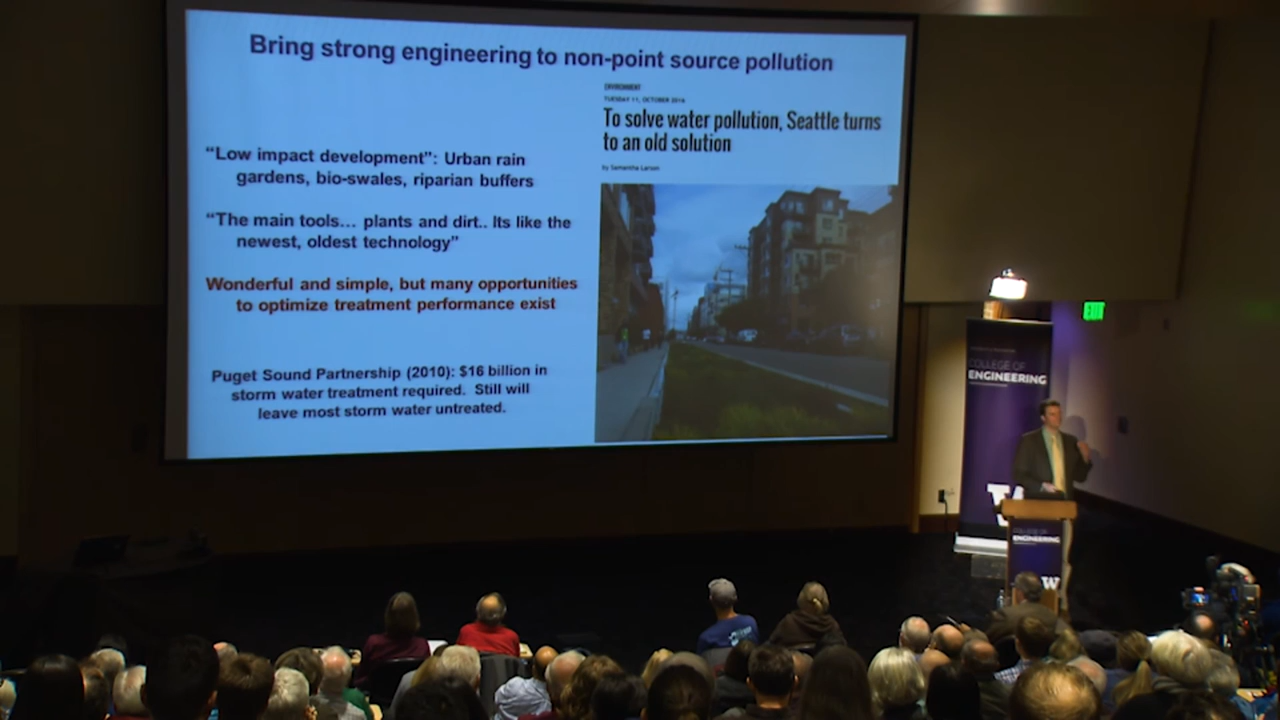 Bring strong engineering to non-point source pollution
ENVIRONMENT
TUESDAY 11, OCTOBER 2016
To solve water pollution, Seattle turns
to an old solution
by Samantha Larson
“Low impact development”: Urban rain
gardens, bio-swales, riparian buffers
“The main tools… plants and dirt.. Its like the
newest, oldest technology”
Wonderful and simple, but many opportunities
to optimize treatment performance exist
Puget Sound Partnership (2010): $16 billion in
storm water treatment required. Still will
leave most storm water untreated.
EXIT
COLLEGE OF
ENGINEERING
W
COLLEGE OF
ENGINEERING
W